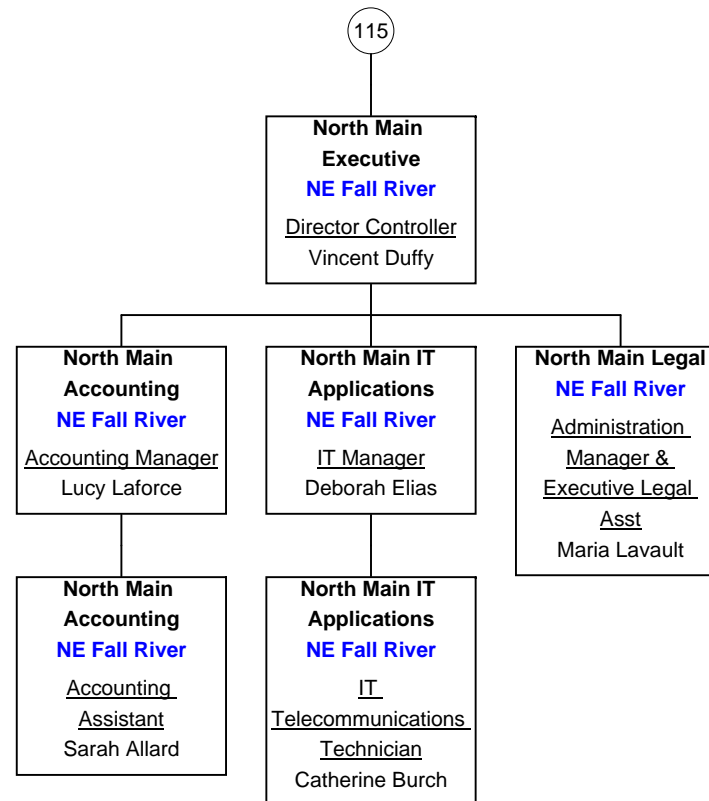 115
North Main
Executive
NE Fall River
Director Controller
Vincent Duffy
North Main
Accounting
NE Fall River
Accounting Manager
Lucy Laforce
North Main IT
Applications
NE Fall River
IT Manager
Deborah Elias
North Main Legal
NE Fall River
Administration
Manager &
Executive Legal
Asst
Maria Lavault
North Main
Accounting
NE Fall River
Accounting
Assistant
Sarah Allard
North Main IT
Applications
NE Fall River
IT
Telecommunications
Technician
Catherine Burch